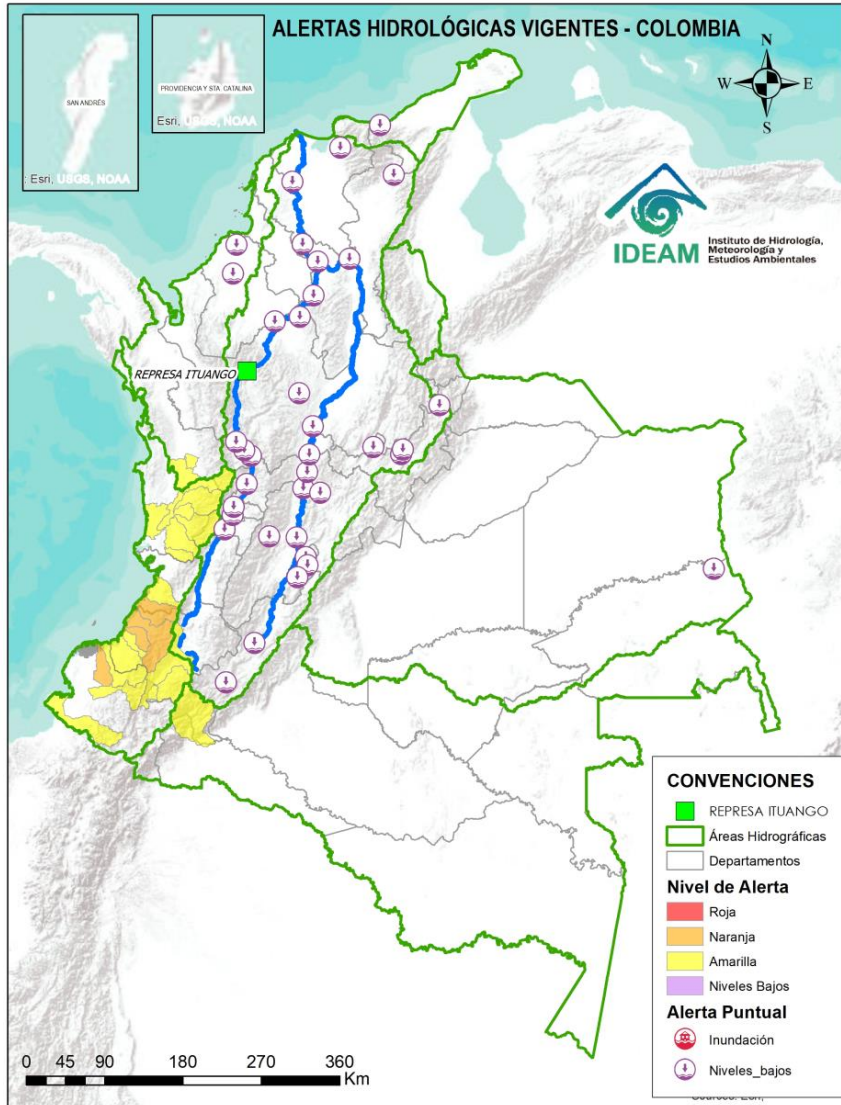 ALERTAS HIDROLÓGICAS VIGENTES - COLOMBIA
SAN ANDRÉS
: Esri, USGS, NOAA
PROVIDENCIA Y STA. CATALINA
Esri, USGS, NOAA
N
W E
S
IDEAM
Instituto de Hidrología,
Meteorología y
Estudios Ambientales
REPRESA ITUANGO
CONVENCIONES
REPRESA ITUANGO
Áreas Hidrográficas
Departamentos
Nivel de Alerta
Roja
Naranja
Amarilla
Niveles Bajos
Alerta Puntual
Inundación
Niveles_bajos
Sources: Esri,
0 45 90 180 270 360
Km